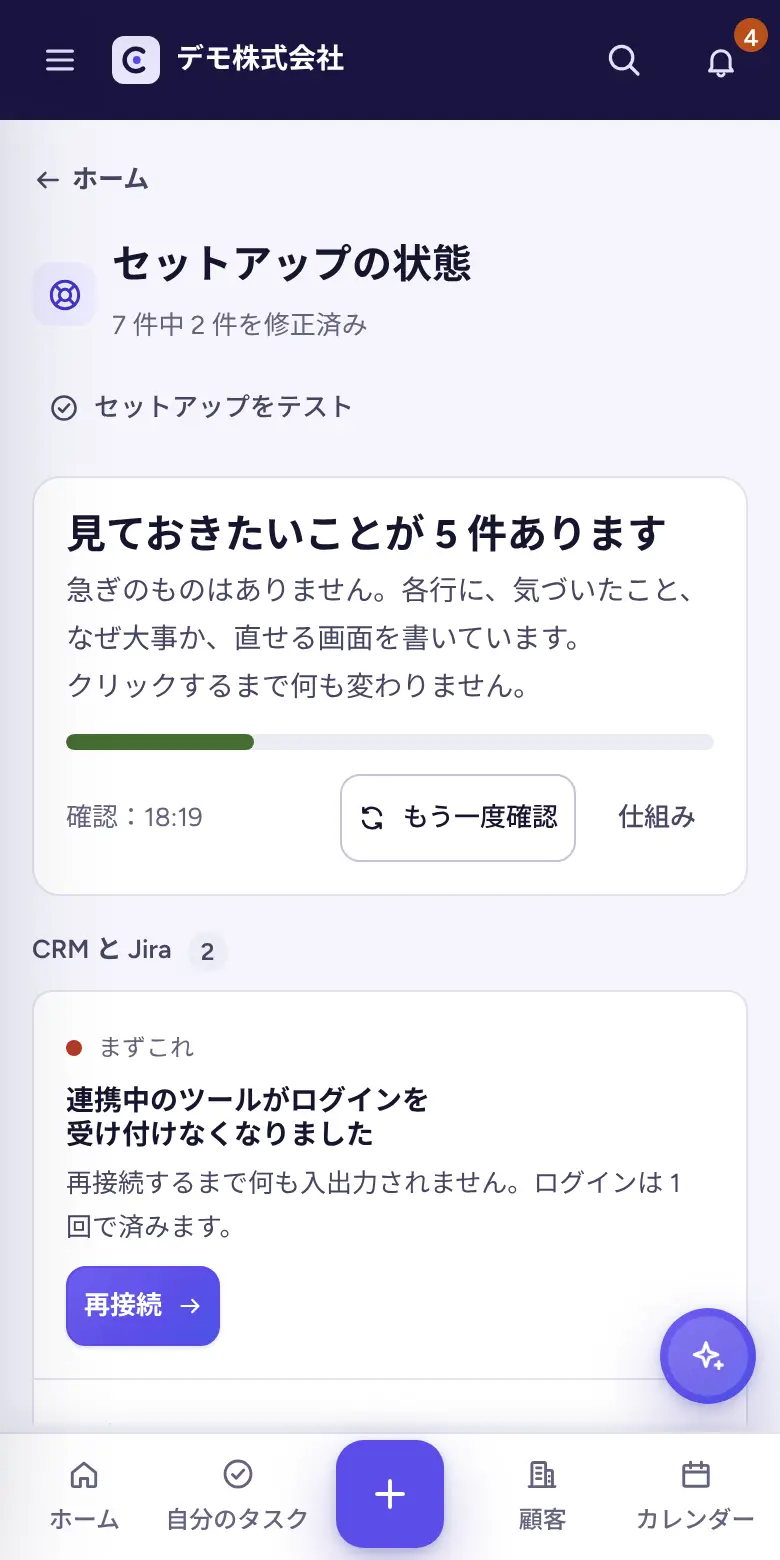 デモ株式会社
4
ホーム
セットアップの状態
7 件中 2 件を修正済み
セットアップをテスト
見ておきたいことが 5 件あります
急ぎのものはありません。各行に、気づいたこと、
なぜ大事か、直せる画面を書いています。
クリックするまで何も変わりません。
確認：18:19
もう一度確認
仕組み
CRM と Jira 2
まずこれ
連携中のツールがログインを
受け付けなくなりました
再接続するまで何も入出力されません。ログインは 1
回で済みます。
再接続
ホーム
自分のタスク
顧客
カレンダー